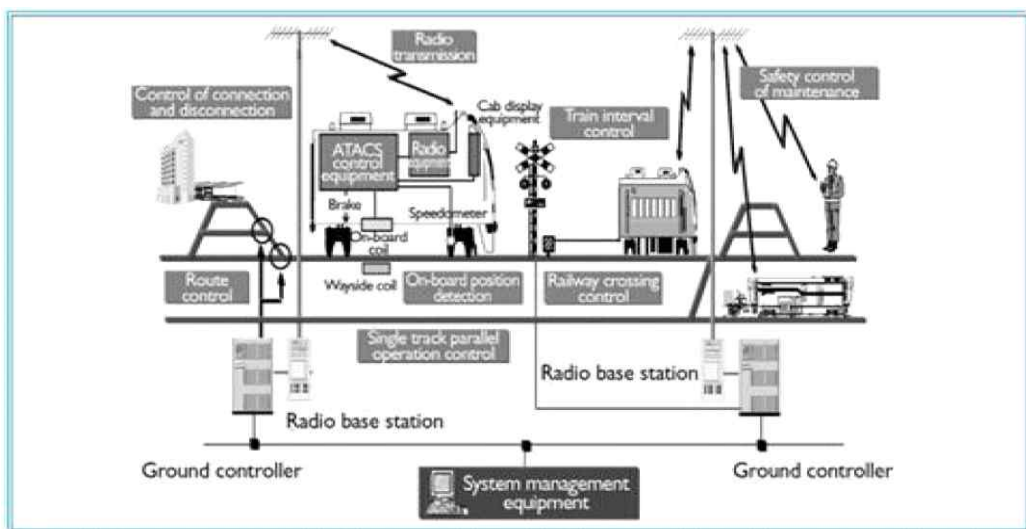 Radio
transmission
Control of connection
and disconnection
Cab display
equipment
Train interval
control
Safety control
of maintenance
ATACS
control
equipment
Radio
equipment
Brake
Speedometer
On-board
coil
Wayside coil
Route
control
On-board position
detection
Railway crossing
control
Single track parallel
operation control
Radio base station
Radio base station
Ground controller
Ground controller
System management
equipment